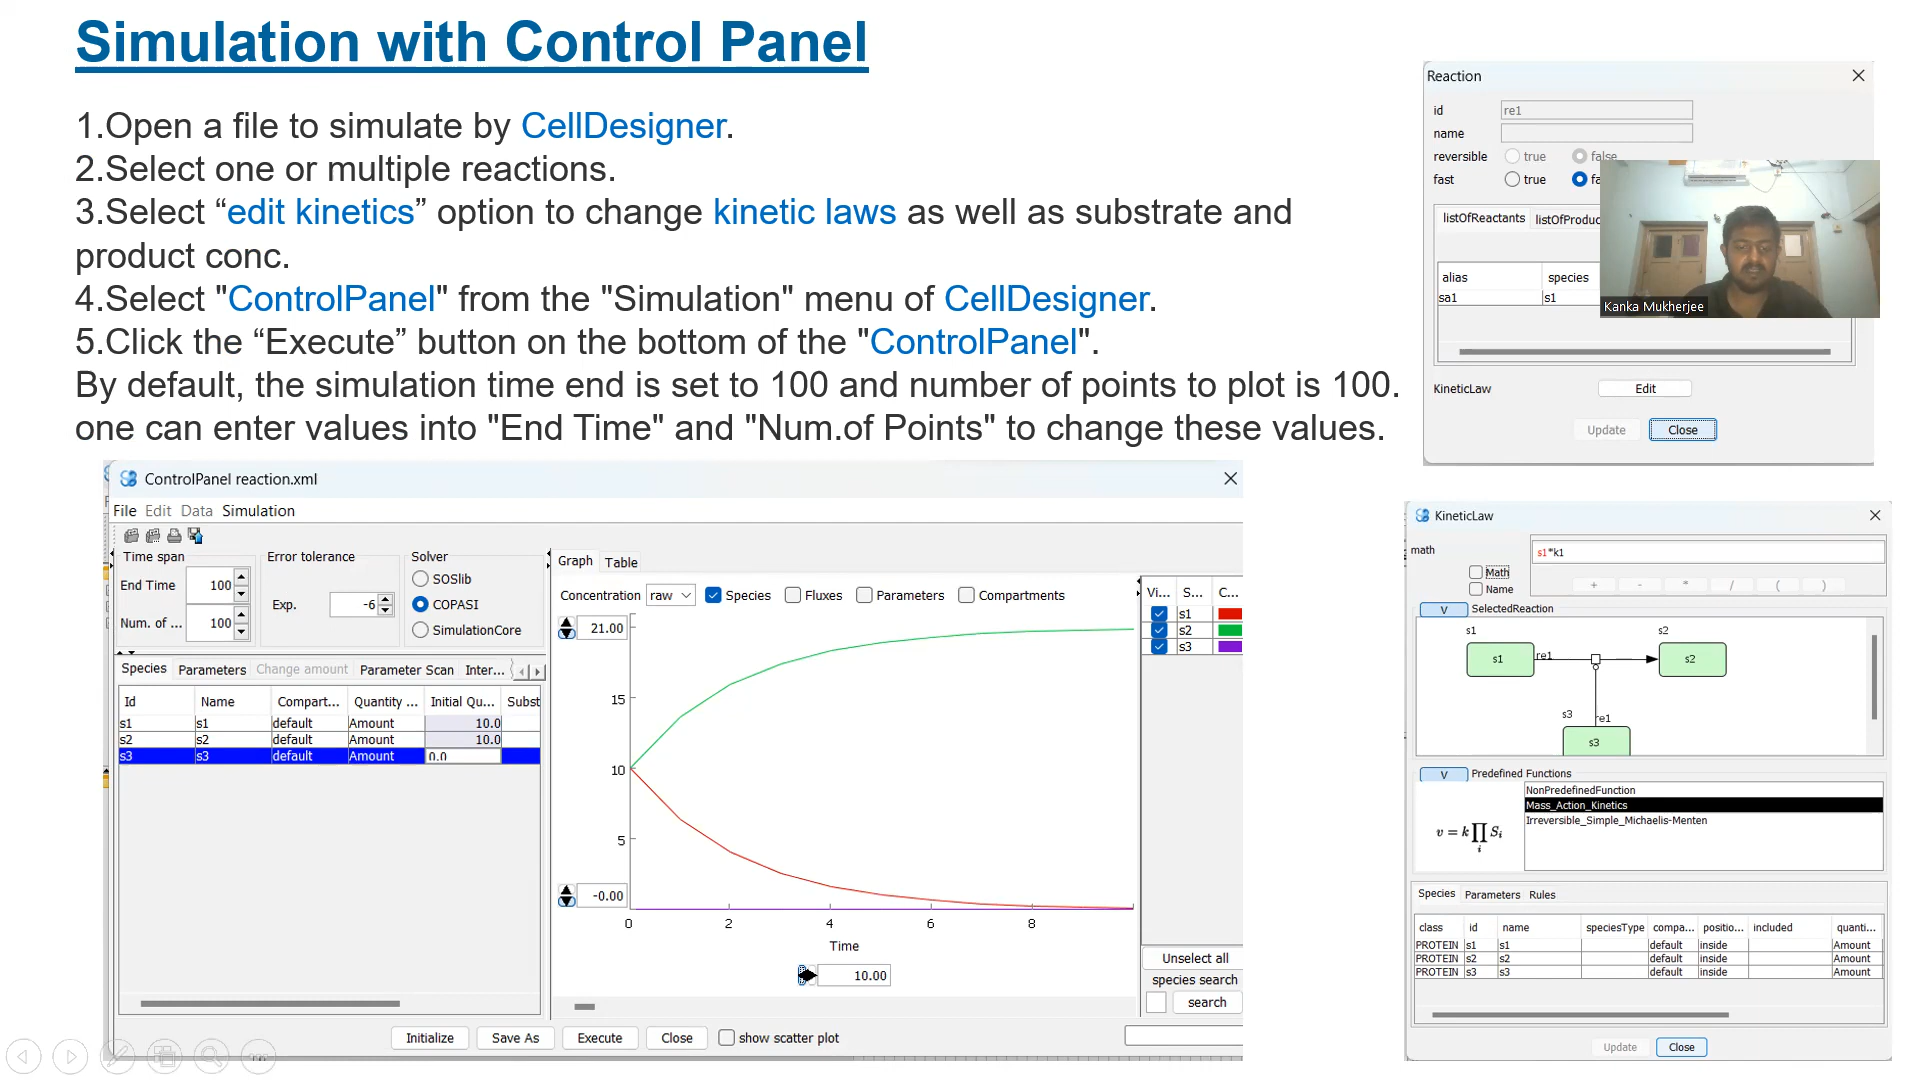 Simulation with Control Panel
1.Open a file to simulate by CellDesigner.
2.Select one or multiple reactions.
3.Select “edit kinetics” option to change kinetic laws as well as substrate and
product conc.
4.Select "ControlPanel" from the "Simulation" menu of CellDesigner.
5.Click the “Execute” button on the bottom of the "ControlPanel".
By default, the simulation time end is set to 100 and number of points to plot is 100.
one can enter values into "End Time" and "Num.of Points" to change these values.
Reaction
id re1
name
reversible true false
fast true fa
listOfReactants listOfProduc
alias species
sa1 s1
Kanka Mukherjee
KineticLaw Edit
Update Close
ControlPanel reaction.xml
File Edit Data Simulation
Time span Error tolerance Solver
End Time 100
Num. of ... 100
Exp. -6
SOSlib
COPASI
SimulationCore
Species Parameters Change amount Parameter Scan Inter...
Id Name Compart... Quantity ... Initial Qu... Subst
s1 s1 default Amount 10.0
s2 s2 default Amount 10.0
s3 s3 default Amount 0.0
Graph Table
Concentration raw Species Fluxes Parameters Compartments
21.00
15
10
5
-0.00
0 2 4 6 8
Time
10.00
Vi... S... C...
s1
s2
s3
Unselect all
species search
search
Initialize Save As Execute Close show scatter plot
KineticLaw
math s1*k1
Math
Name
+ - * / ( )
V SelectedReaction
s1 s2
s1 re1 s2
s3 re1
s3
V Predefined Functions
NonPredefinedFunction
Mass_Action_Kinetics
Irreversible_Simple_Michaelis-Menten
v = k∏Sᵢ
i
Species Parameters Rules
class id name speciesType compa... positio... included quanti...
PROTEIN s1 s1 default inside Amount
PROTEIN s2 s2 default inside Amount
PROTEIN s3 s3 default inside Amount
Update Close